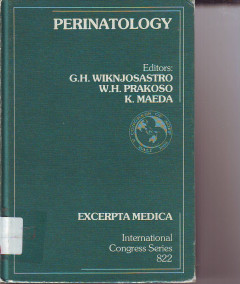 PERINATOLOGY
Editors:
G.H. WIKNJOSASTRO
W.H. PRAKOSO
K. MAEDA
EXCERPTA MEDICA
International
Congress Series
822